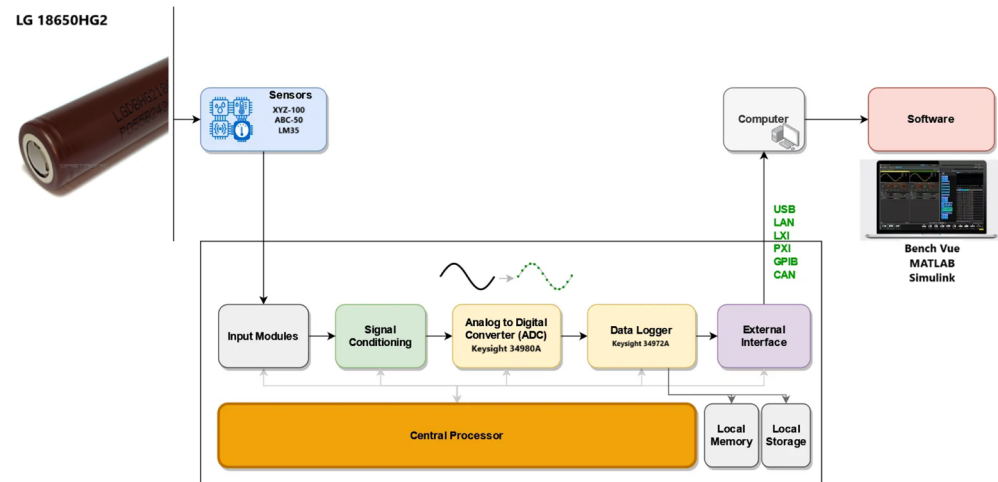 LG 18650HG2
Sensors
XYZ-100
ABC-50
LM35
Computer
Software
USB
LAN
LXI
PXI
GPIB
CAN
Bench Vue
MATLAB
Simulink
Input Modules
Signal
Conditioning
Analog to Digital
Converter (ADC)
Keysight 34980A
Data Logger
Keysight 34972A
External
Interface
Central Processor
Local
Memory
Local
Storage